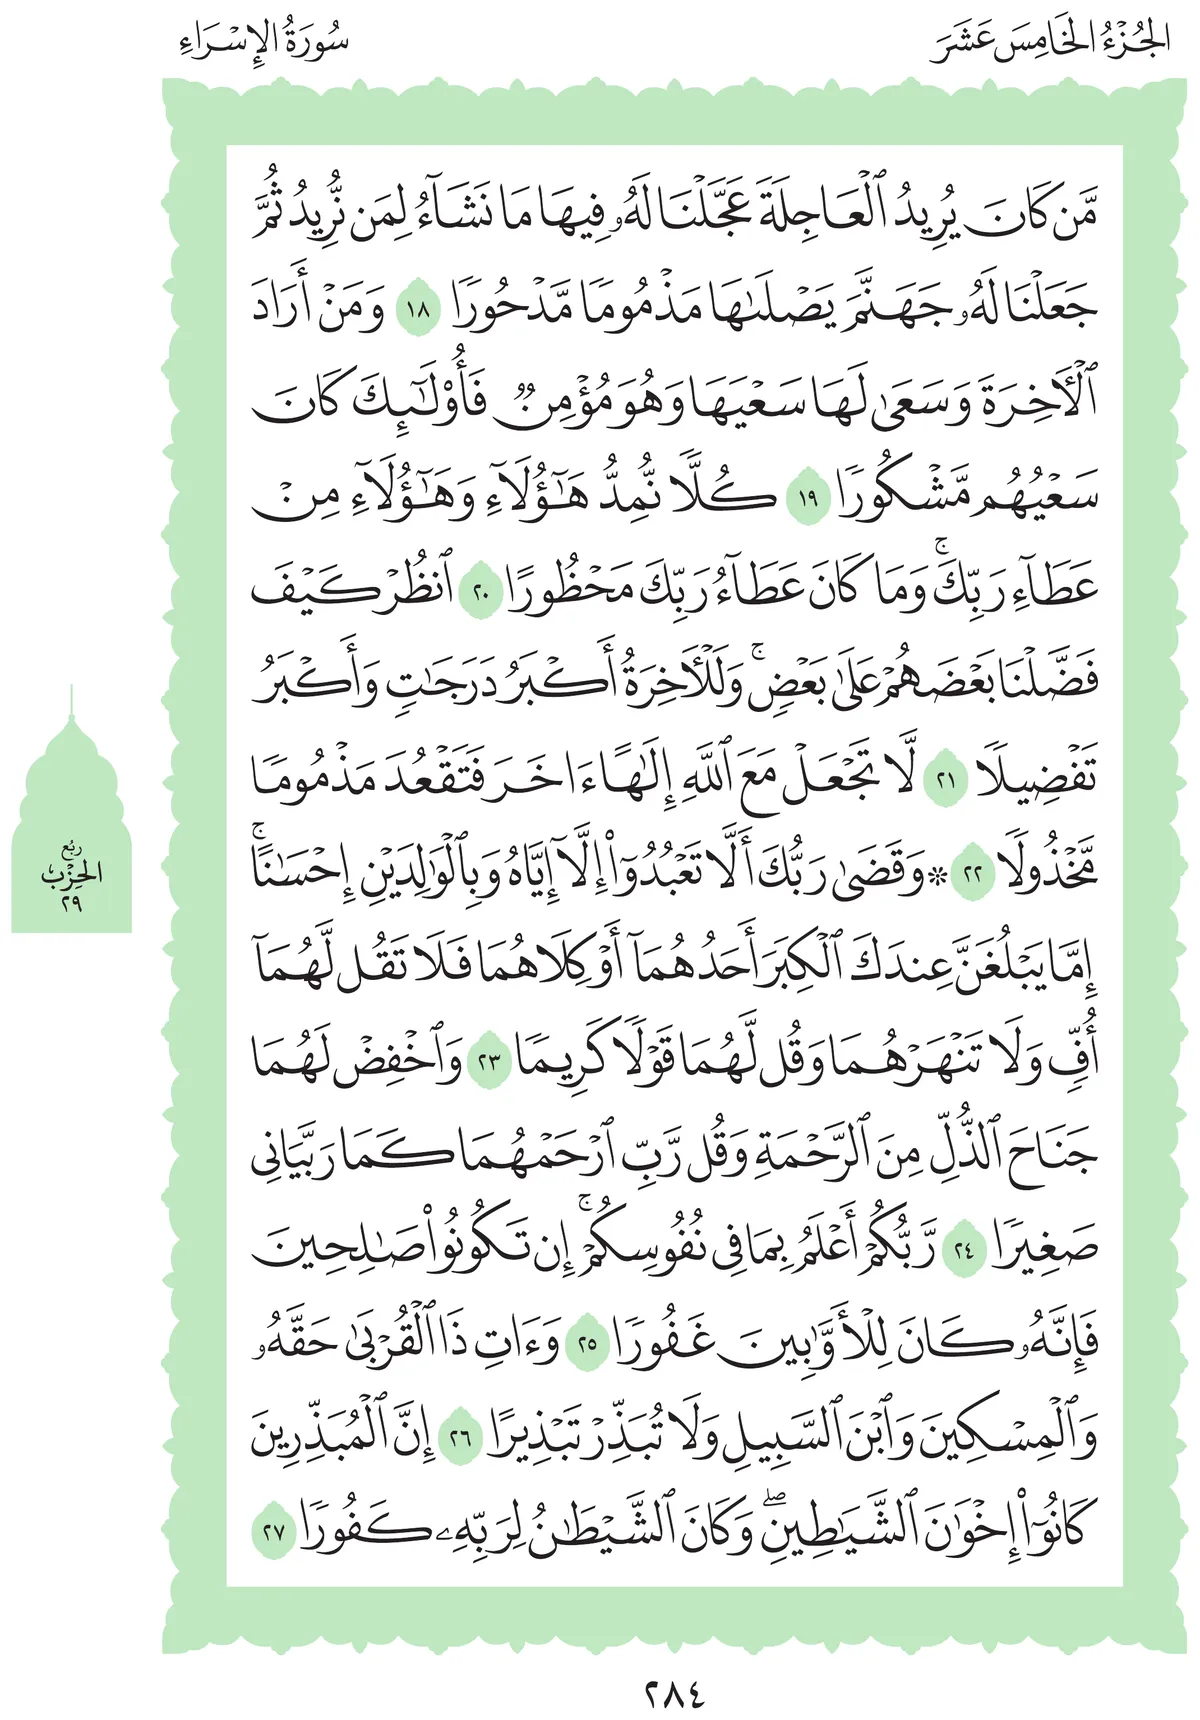 الجُزْءُ الخَامِسَ عَشَرَ
سُورَةُ الإِسْرَاءِ
مَّن كَانَ يُرِيدُ ٱلْعَاجِلَةَ عَجَّلْنَا لَهُۥ فِيهَا مَا نَشَآءُ لِمَن نُّرِيدُ ثُمَّ
جَعَلْنَا لَهُۥ جَهَنَّمَ يَصْلَىٰهَا مَذْمُومًا مَّدْحُورًا ١٨ وَمَنْ أَرَادَ
ٱلْأَخِرَةَ وَسَعَىٰ لَهَا سَعْيَهَا وَهُوَ مُؤْمِنٌ فَأُوْلَٰٓئِكَ كَانَ
سَعْيُهُم مَّشْكُورًا ١٩ كُلًّا نُّمِدُّ هَٰٓؤُلَآءِ وَهَٰٓؤُلَآءِ مِنْ
عَطَآءِ رَبِّكَۚ وَمَا كَانَ عَطَآءُ رَبِّكَ مَحْظُورًا ٢٠ ٱنظُرْ كَيْفَ
فَضَّلْنَا بَعْضَهُمْ عَلَىٰ بَعْضٍۚ وَلَلْأَخِرَةُ أَكْبَرُ دَرَجَٰتٍ وَأَكْبَرُ
تَفْضِيلًا ٢١ لَّا تَجْعَلْ مَعَ ٱللَّهِ إِلَٰهًا ءَاخَرَ فَتَقْعُدَ مَذْمُومًا
مَّخْذُولًا ٢٢ ۞ وَقَضَىٰ رَبُّكَ أَلَّا تَعْبُدُوٓاْ إِلَّآ إِيَّاهُ وَبِٱلْوَٰلِدَيْنِ إِحْسَٰنًاۚ
إِمَّا يَبْلُغَنَّ عِندَكَ ٱلْكِبَرَ أَحَدُهُمَآ أَوْ كِلَاهُمَا فَلَا تَقُل لَّهُمَآ
أُفٍّ وَلَا تَنْهَرْهُمَا وَقُل لَّهُمَا قَوْلًا كَرِيمًا ٢٣ وَٱخْفِضْ لَهُمَا
جَنَاحَ ٱلذُّلِّ مِنَ ٱلرَّحْمَةِ وَقُل رَّبِّ ٱرْحَمْهُمَا كَمَا رَبَّيَانِى
صَغِيرًا ٢٤ رَّبُّكُمْ أَعْلَمُ بِمَا فِى نُفُوسِكُمْۚ إِن تَكُونُواْ صَٰلِحِينَ
فَإِنَّهُۥ كَانَ لِلْأَوَّٰبِينَ غَفُورًا ٢٥ وَءَاتِ ذَا ٱلْقُرْبَىٰ حَقَّهُۥ
وَٱلْمِسْكِينَ وَٱبْنَ ٱلسَّبِيلِ وَلَا تُبَذِّرْ تَبْذِيرًا ٢٦ إِنَّ ٱلْمُبَذِّرِينَ
كَانُوٓاْ إِخْوَٰنَ ٱلشَّيَٰطِينِۖ وَكَانَ ٱلشَّيْطَٰنُ لِرَبِّهِۦ كَفُورًا ٢٧
رُبْع
الحِزْب
٢٩
٢٨٤